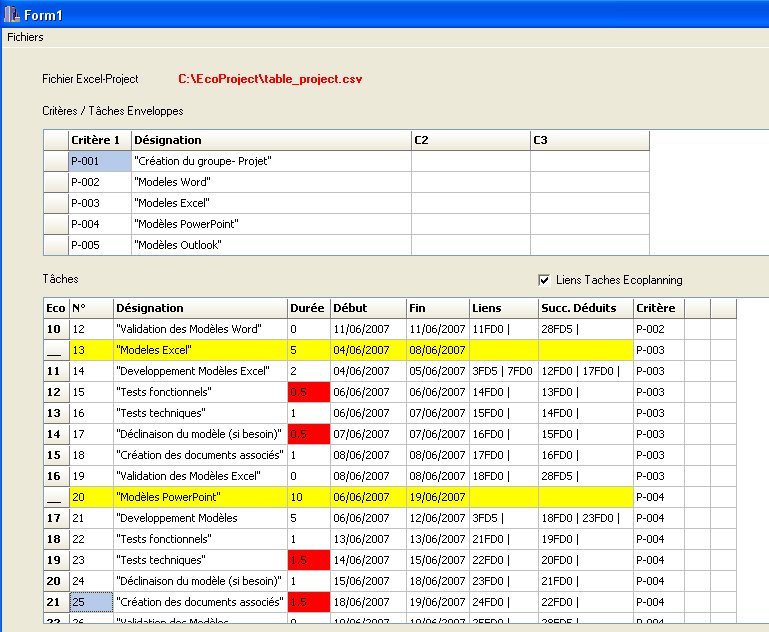 Form1
Fichiers
Fichier Excel-Project C:\EcoProject\table_project.csv
Critères / Tâches Enveloppes
Critère 1 Désignation C2 C3
P-001 "Création du groupe- Projet"
P-002 "Modeles Word"
P-003 "Modeles Excel"
P-004 "Modèles PowerPoint"
P-005 "Modèles Outlook"
Tâches Liens Taches Ecoplanning
Eco N° Désignation Durée Début Fin Liens Succ. Déduits Critère
10 12 "Validation des Modèles Word" 0 11/06/2007 11/06/2007 11FD0 | 28FD5 | P-002
__ 13 "Modeles Excel" 5 04/06/2007 08/06/2007 P-003
11 14 "Developpement Modèles Excel" 2 04/06/2007 05/06/2007 3FD5 | 7FD0 12FD0 | 17FD0 | P-003
12 15 "Tests fonctionnels" 0.5 06/06/2007 06/06/2007 14FD0 | 13FD0 | P-003
13 16 "Tests techniques" 1 06/06/2007 07/06/2007 15FD0 | 14FD0 | P-003
14 17 "Déclinaison du modèle (si besoin)" 0.5 07/06/2007 07/06/2007 16FD0 | 15FD0 | P-003
15 18 "Création des documents associés" 1 08/06/2007 08/06/2007 17FD0 | 16FD0 | P-003
16 19 "Validation des Modèles Excel" 0 08/06/2007 08/06/2007 18FD0 | 28FD5 | P-003
__ 20 "Modèles PowerPoint" 10 06/06/2007 19/06/2007 P-004
17 21 "Developpement Modèles 5 06/06/2007 12/06/2007 3FD5 | 18FD0 | 23FD0 | P-004
18 22 "Tests fonctionnels" 1 13/06/2007 13/06/2007 21FD0 | 19FD0 | P-004
19 23 "Tests techniques" 1.5 14/06/2007 15/06/2007 22FD0 | 20FD0 | P-004
20 24 "Déclinaison du modèle (si besoin)" 1 15/06/2007 18/06/2007 23FD0 | 21FD0 | P-004
21 25 "Création des documents associés" 1.5 18/06/2007 19/06/2007 24FD0 | 22FD0 | P-004
22 26 "Validation des Modèles 0 19/06/2007 19/06/2007 25FD0 | 28FD5 | P-004